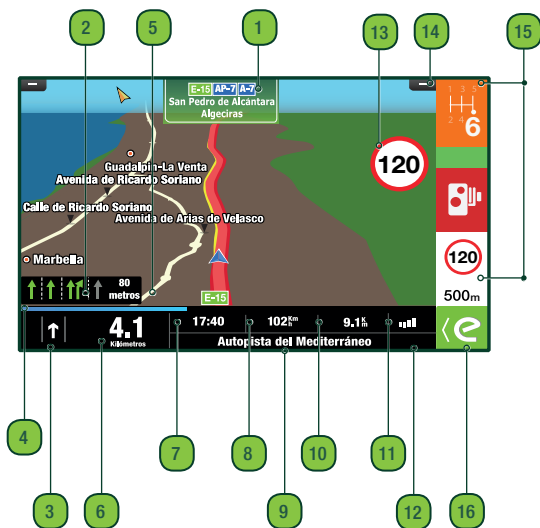 2
5
1
13
14
15
E-15 AP-7 A-7
San Pedro de Alcántara
Algeciras
1 3 5
2 4 6
120
Guadalpin-La Venta
Avenida de Ricardo Soriano
Calle de Ricardo Soriano
Avenida de Arias de Velasco
Marbella
80
metros
E-15
120
500m
4.1
Kilómetros
17:40
102 Km h
9.1 K m
Autopista del Mediterráneo
4
3
6
7
8
9
10
11
12
16